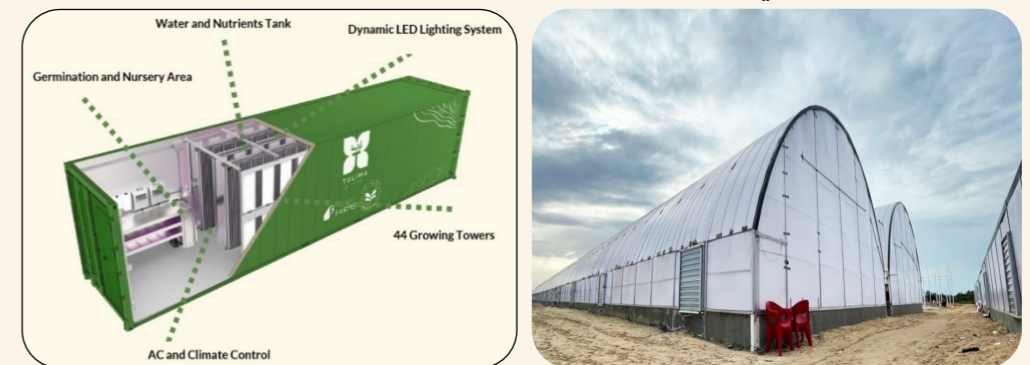 Water and Nutrients Tank
Dynamic LED Lighting System
Germination and Nursery Area
TULIMA
FARMS
44 Growing Towers
AC and Climate Control